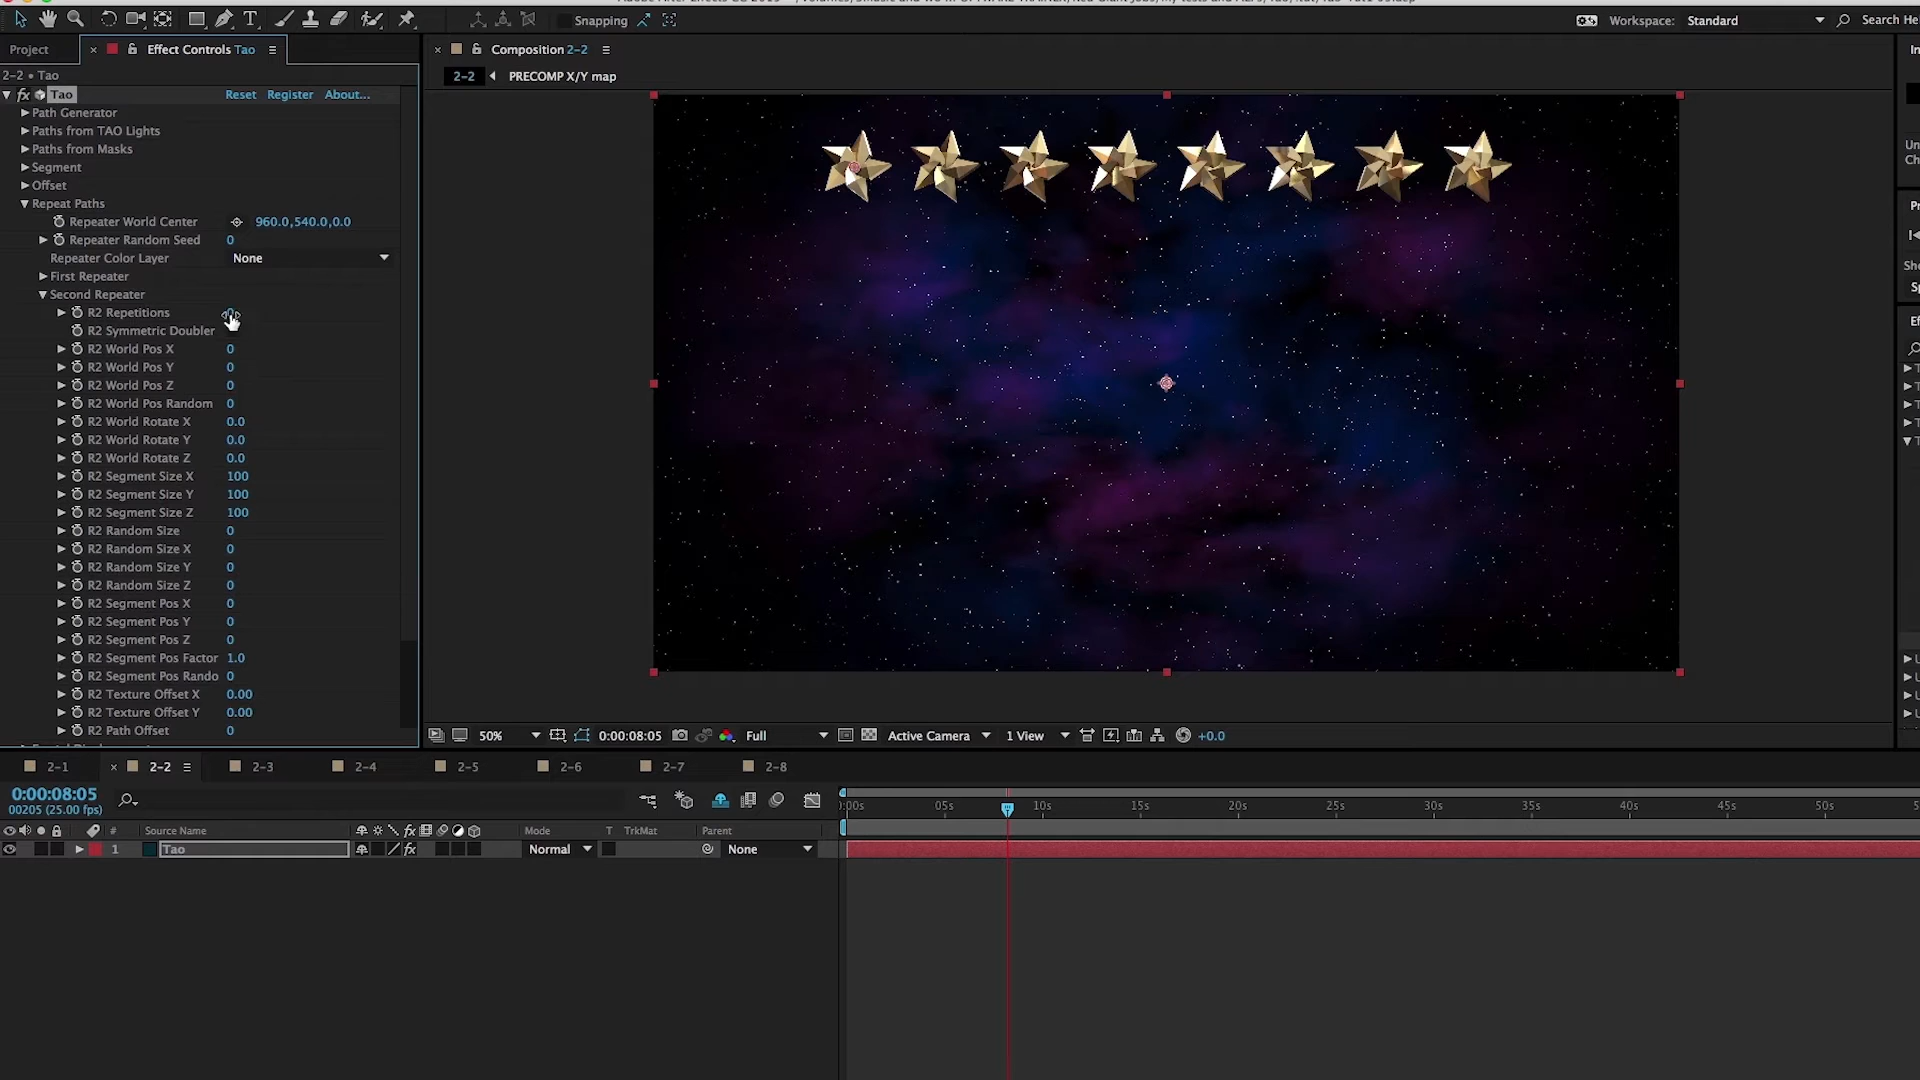 Snapping
Workspace: Standard
Search He
Project
Effect Controls Tao
Composition 2-2
2-2 • Tao
2-2
PRECOMP X/Y map
fx Tao
Reset Register About...
Path Generator
Paths from TAO Lights
Paths from Masks
Segment
Offset
Repeat Paths
Repeater World Center 960.0,540.0,0.0
Repeater Random Seed 0
Repeater Color Layer None
First Repeater
Second Repeater
R2 Repetitions
R2 Symmetric Doubler
R2 World Pos X 0
R2 World Pos Y 0
R2 World Pos Z 0
R2 World Pos Random 0
R2 World Rotate X 0.0
R2 World Rotate Y 0.0
R2 World Rotate Z 0.0
R2 Segment Size X 100
R2 Segment Size Y 100
R2 Segment Size Z 100
R2 Random Size 0
R2 Random Size X 0
R2 Random Size Y 0
R2 Random Size Z 0
R2 Segment Pos X 0
R2 Segment Pos Y 0
R2 Segment Pos Z 0
R2 Segment Pos Factor 1.0
R2 Segment Pos Rando 0
R2 Texture Offset X 0.00
R2 Texture Offset Y 0.00
R2 Path Offset 0
50%
0:00:08:05
Full
Active Camera
1 View
+0.0
2-1
2-2
2-3
2-4
2-5
2-6
2-7
2-8
0:00:08:05
00205 (25.00 fps)
:00s 05s 10s 15s 20s 25s 30s 35s 40s 45s 50s
# Source Name fx Mode T TrkMat Parent
1 Tao fx Normal None